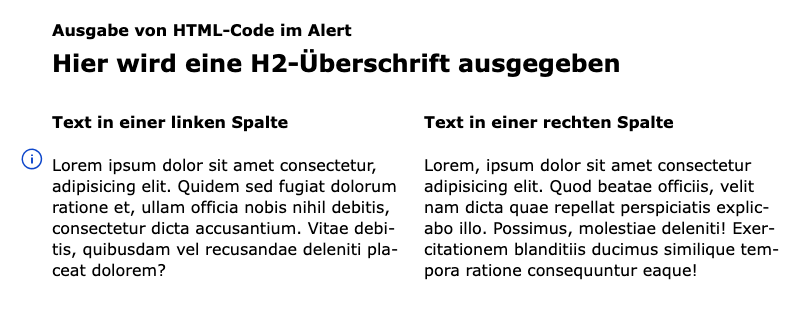 Ausgabe von HTML-Code im Alert
Hier wird eine H2-Überschrift ausgegeben
Text in einer linken Spalte
Lorem ipsum dolor sit amet consectetur,
adipisicing elit. Quidem sed fugiat dolorum
ratione et, ullam officia nobis nihil debitis,
consectetur dicta accusantium. Vitae debi-
tis, quibusdam vel recusandae deleniti pla-
ceat dolorem?
Text in einer rechten Spalte
Lorem, ipsum dolor sit amet consectetur
adipisicing elit. Quod beatae officiis, velit
nam dicta quae repellat perspiciatis explic-
abo illo. Possimus, molestiae deleniti! Exer-
citationem blanditiis ducimus similique tem-
pora ratione consequuntur eaque!